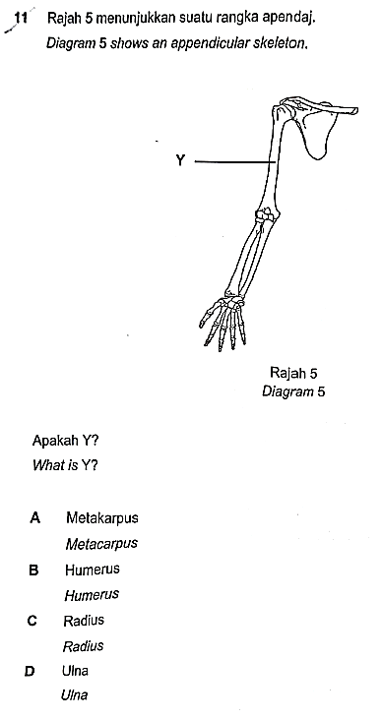 11 Rajah 5 menunjukkan suatu rangka apendaj.
Diagram 5 shows an appendicular skeleton.
Y
Rajah 5
Diagram 5
Apakah Y?
What is Y?
A Metakarpus
Metacarpus
B Humerus
Humerus
C Radius
Radius
D Ulna
Ulna